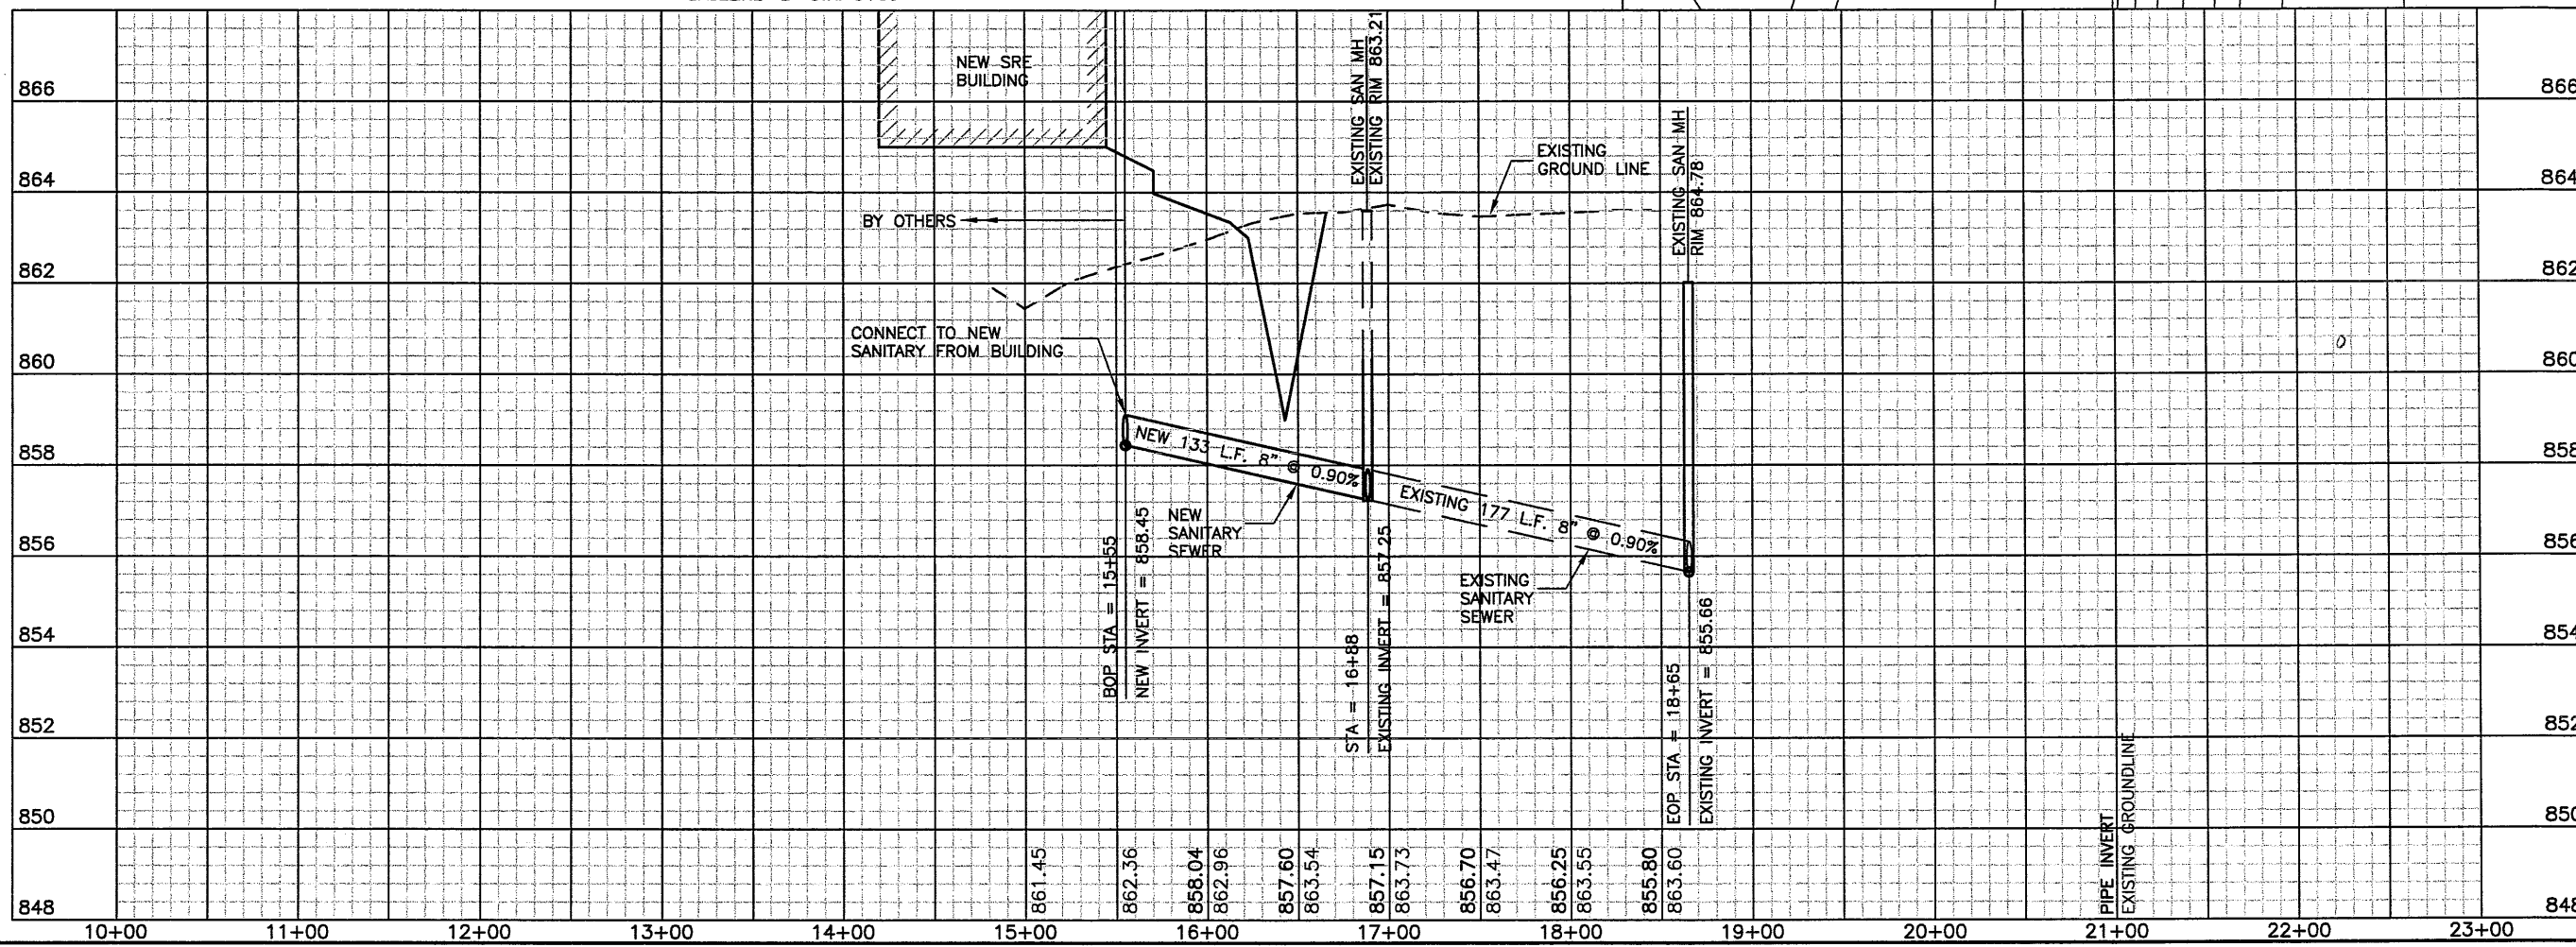 NEW SRE
BUILDING
EXISTING SAN MH
EXISTING RIM 863.21
EXISTING
GROUND LINE
EXISTING SAN MH
RIM 864.78
BY OTHERS
CONNECT TO NEW
SANITARY FROM BUILDING
NEW 133 L.F. 8" @ 0.90%
EXISTING 177 L.F. 8" @ 0.90%
NEW
SANITARY
SEWER
EXISTING
SANITARY
SEWER
BOP STA = 15+55
NEW INVERT = 858.45
STA = 16+88
EXISTING INVERT = 857.25
EOP STA = 18+65
EXISTING INVERT = 855.66
PIPE INVERT
EXISTING GROUNDLINE
866
864
862
860
858
856
854
852
850
848
866
864
862
860
858
856
854
852
850
848
861.45
862.36
858.04
862.96
857.60
863.54
857.15
863.73
856.70
863.47
856.25
863.55
855.80
863.60
10+00 11+00 12+00 13+00 14+00 15+00 16+00 17+00 18+00 19+00 20+00 21+00 22+00 23+00